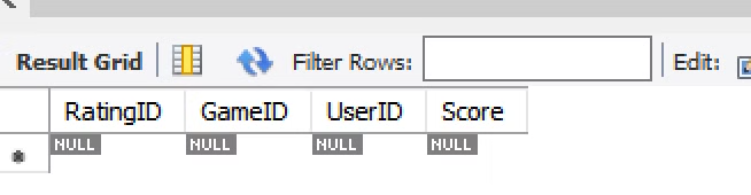 Result Grid Filter Rows: Edit:
RatingID GameID UserID Score
NULL NULL NULL NULL